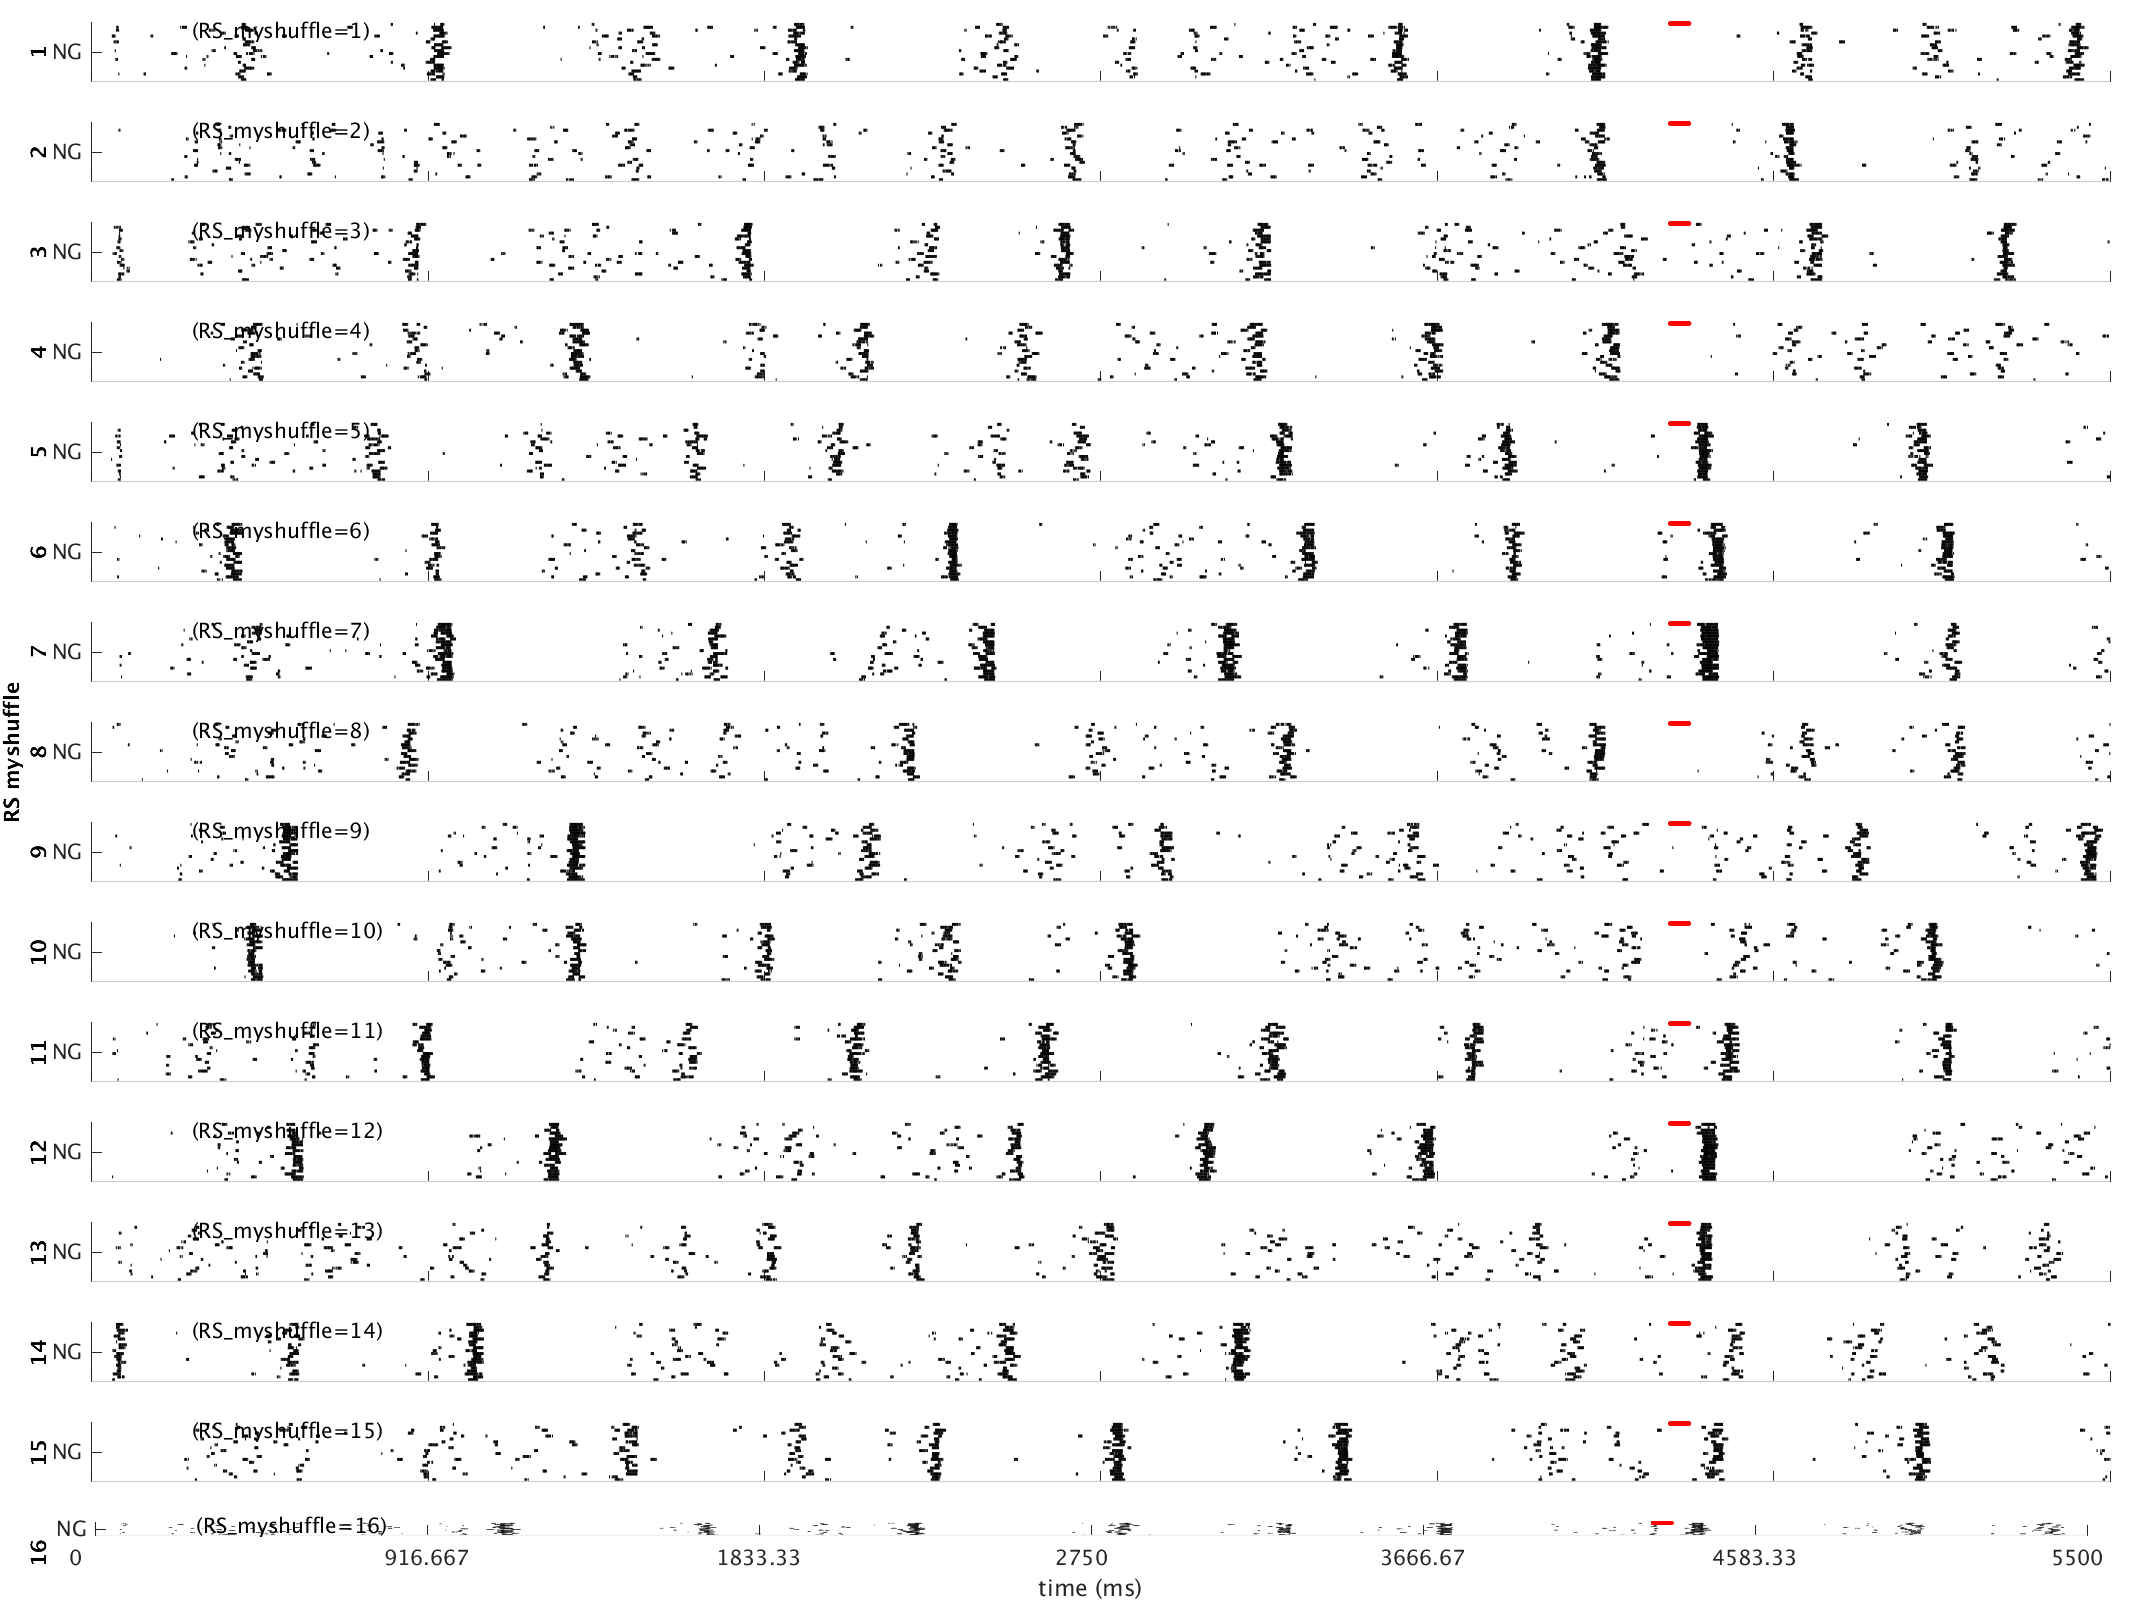 1 NG (RS_myshuffle=1)
2 NG (RS_myshuffle=2)
3 NG (RS_myshuffle=3)
4 NG (RS_myshuffle=4)
5 NG (RS_myshuffle=5)
6 NG (RS_myshuffle=6)
7 NG (RS_myshuffle=7)
RS myshuffle
8 NG (RS_myshuffle=8)
9 NG (RS_myshuffle=9)
10 NG (RS_myshuffle=10)
11 NG (RS_myshuffle=11)
12 NG (RS_myshuffle=12)
13 NG (RS_myshuffle=13)
14 NG (RS_myshuffle=14)
15 NG (RS_myshuffle=15)
16 NG (RS_myshuffle=16)
0 916.667 1833.33 2750 3666.67 4583.33 5500
time (ms)